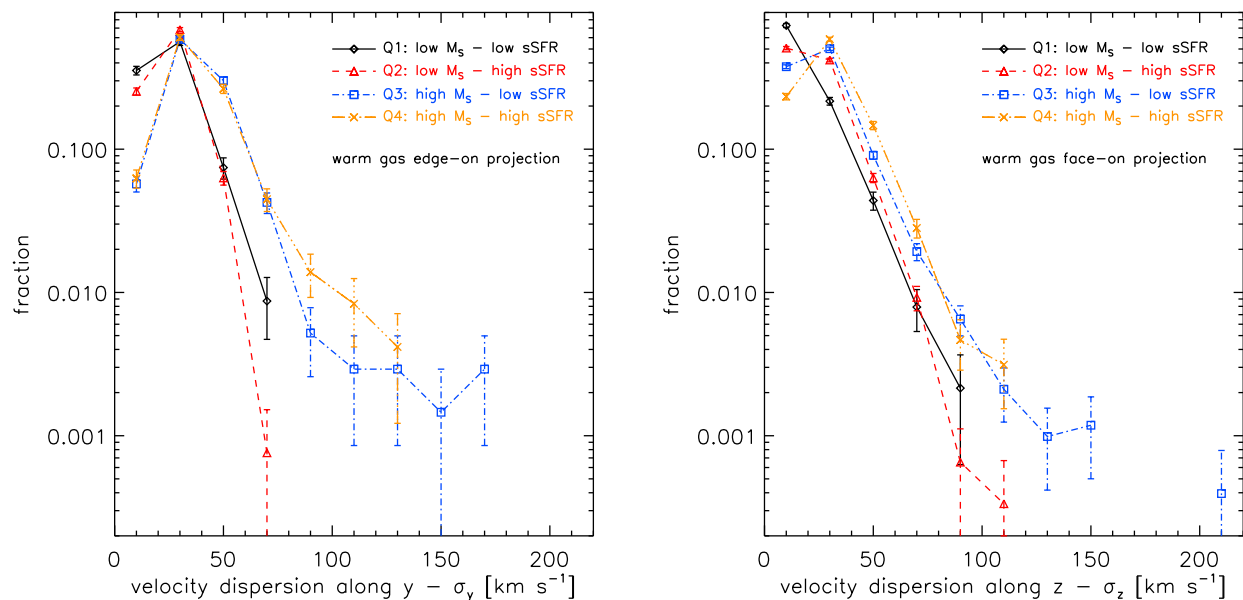 Q1: low M_S – low sSFR
Q2: low M_S – high sSFR
Q3: high M_S – low sSFR
Q4: high M_S – high sSFR
warm gas edge–on projection
0.100
0.010
0.001
fraction
0 50 100 150 200
velocity dispersion along y – σ_y [km s⁻¹]
Q1: low M_S – low sSFR
Q2: low M_S – high sSFR
Q3: high M_S – low sSFR
Q4: high M_S – high sSFR
warm gas face–on projection
0.100
0.010
0.001
fraction
0 50 100 150 200
velocity dispersion along z – σ_z [km s⁻¹]